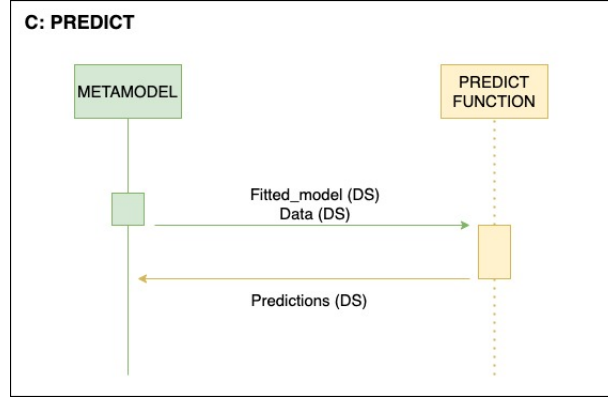 C: PREDICT
METAMODEL
PREDICT
FUNCTION
Fitted_model (DS)
Data (DS)
Predictions (DS)